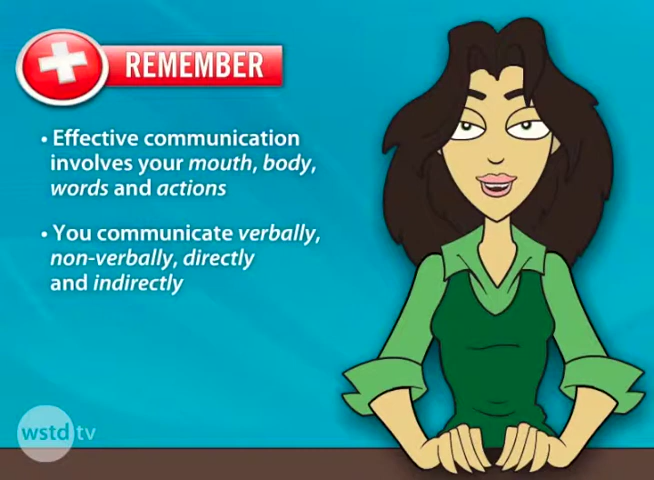 REMEMBER
• Effective communication
involves your mouth, body,
words and actions
• You communicate verbally,
non-verbally, directly
and indirectly
wstd tv